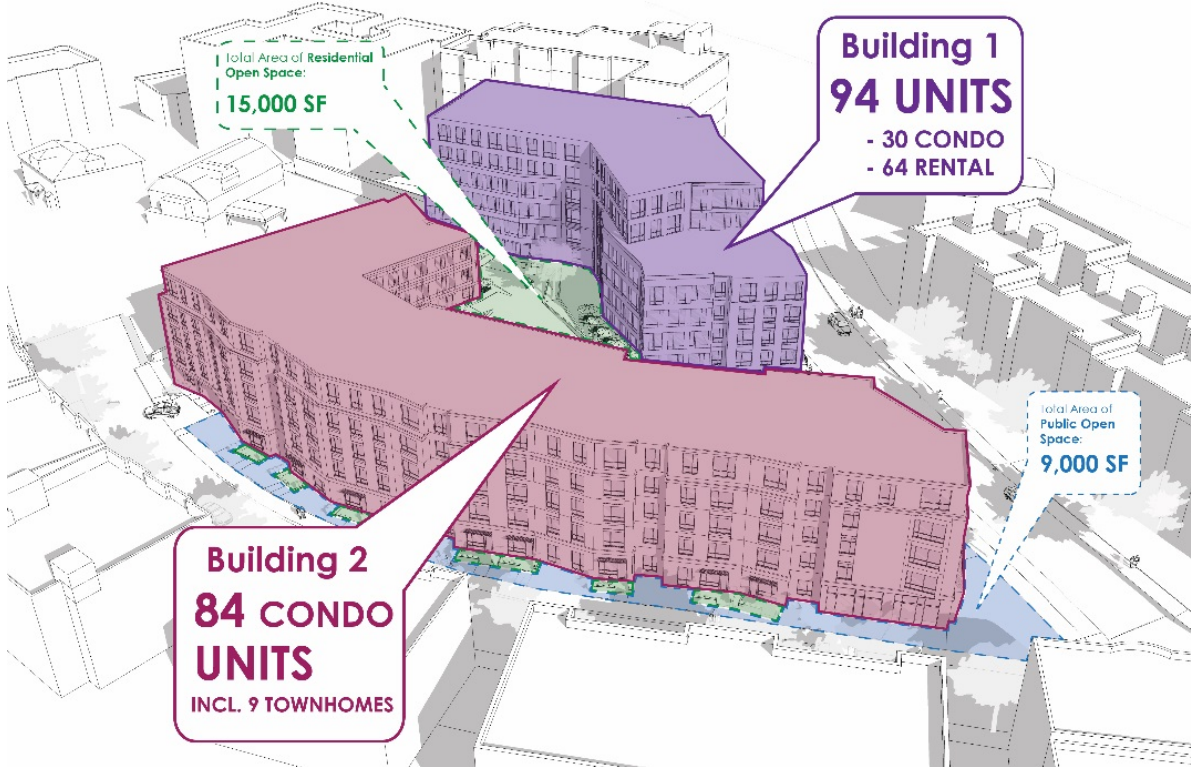 Total Area of Residential
Open Space:
15,000 SF
Building 1
94 UNITS
- 30 CONDO
- 64 RENTAL
Total Area of
Public Open
Space:
9,000 SF
Building 2
84 CONDO
UNITS
INCL. 9 TOWNHOMES